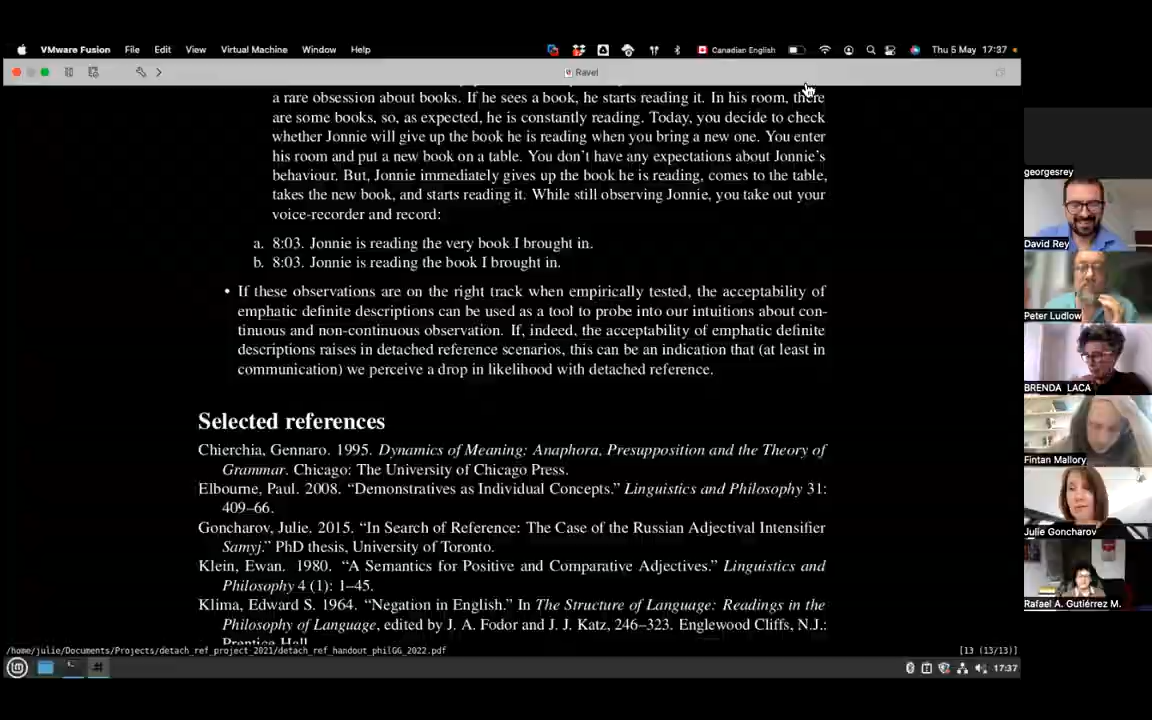 VMware Fusion File Edit View Virtual Machine Window Help Canadian English Thu 5 May 17:37
Ravel
a rare obsession about books. If he sees a book, he starts reading it. In his room, there
are some books, so, as expected, he is constantly reading. Today, you decide to check
whether Jonnie will give up the book he is reading when you bring a new one. You enter
his room and put a new book on a table. You don't have any expectations about Jonnie's
behaviour. But, Jonnie immediately gives up the book he is reading, comes to the table,
takes the new book, and starts reading it. While still observing Jonnie, you take out your
voice-recorder and record:
a. 8:03. Jonnie is reading the very book I brought in.
b. 8:03. Jonnie is reading the book I brought in.
• If these observations are on the right track when empirically tested, the acceptability of
emphatic definite descriptions can be used as a tool to probe into our intuitions about con-
tinuous and non-continuous observation. If, indeed, the acceptability of emphatic definite
descriptions raises in detached reference scenarios, this can be an indication that (at least in
communication) we perceive a drop in likelihood with detached reference.
Selected references
Chierchia, Gennaro. 1995. Dynamics of Meaning: Anaphora, Presupposition and the Theory of
Grammar. Chicago: The University of Chicago Press.
Elbourne, Paul. 2008. “Demonstratives as Individual Concepts.” Linguistics and Philosophy 31:
409–66.
Goncharov, Julie. 2015. “In Search of Reference: The Case of the Russian Adjectival Intensifier
Samyj.” PhD thesis, University of Toronto.
Klein, Ewan. 1980. “A Semantics for Positive and Comparative Adjectives.” Linguistics and
Philosophy 4 (1): 1–45.
Klima, Edward S. 1964. “Negation in English.” In The Structure of Language: Readings in the
Philosophy of Language, edited by J. A. Fodor and J. J. Katz, 246–323. Englewood Cliffs, N.J.:
Prentice Hall
/home/julie/Documents/Projects/detach_ref_project_2021/detach_ref_handout_philGG_2022.pdf [13 (13/13)]
17:37
georgesrey
David Rey
Peter Ludlow
BRENDA LACA
Fintan Mallory
Julie Goncharov
Rafael A. Gutiérrez M.